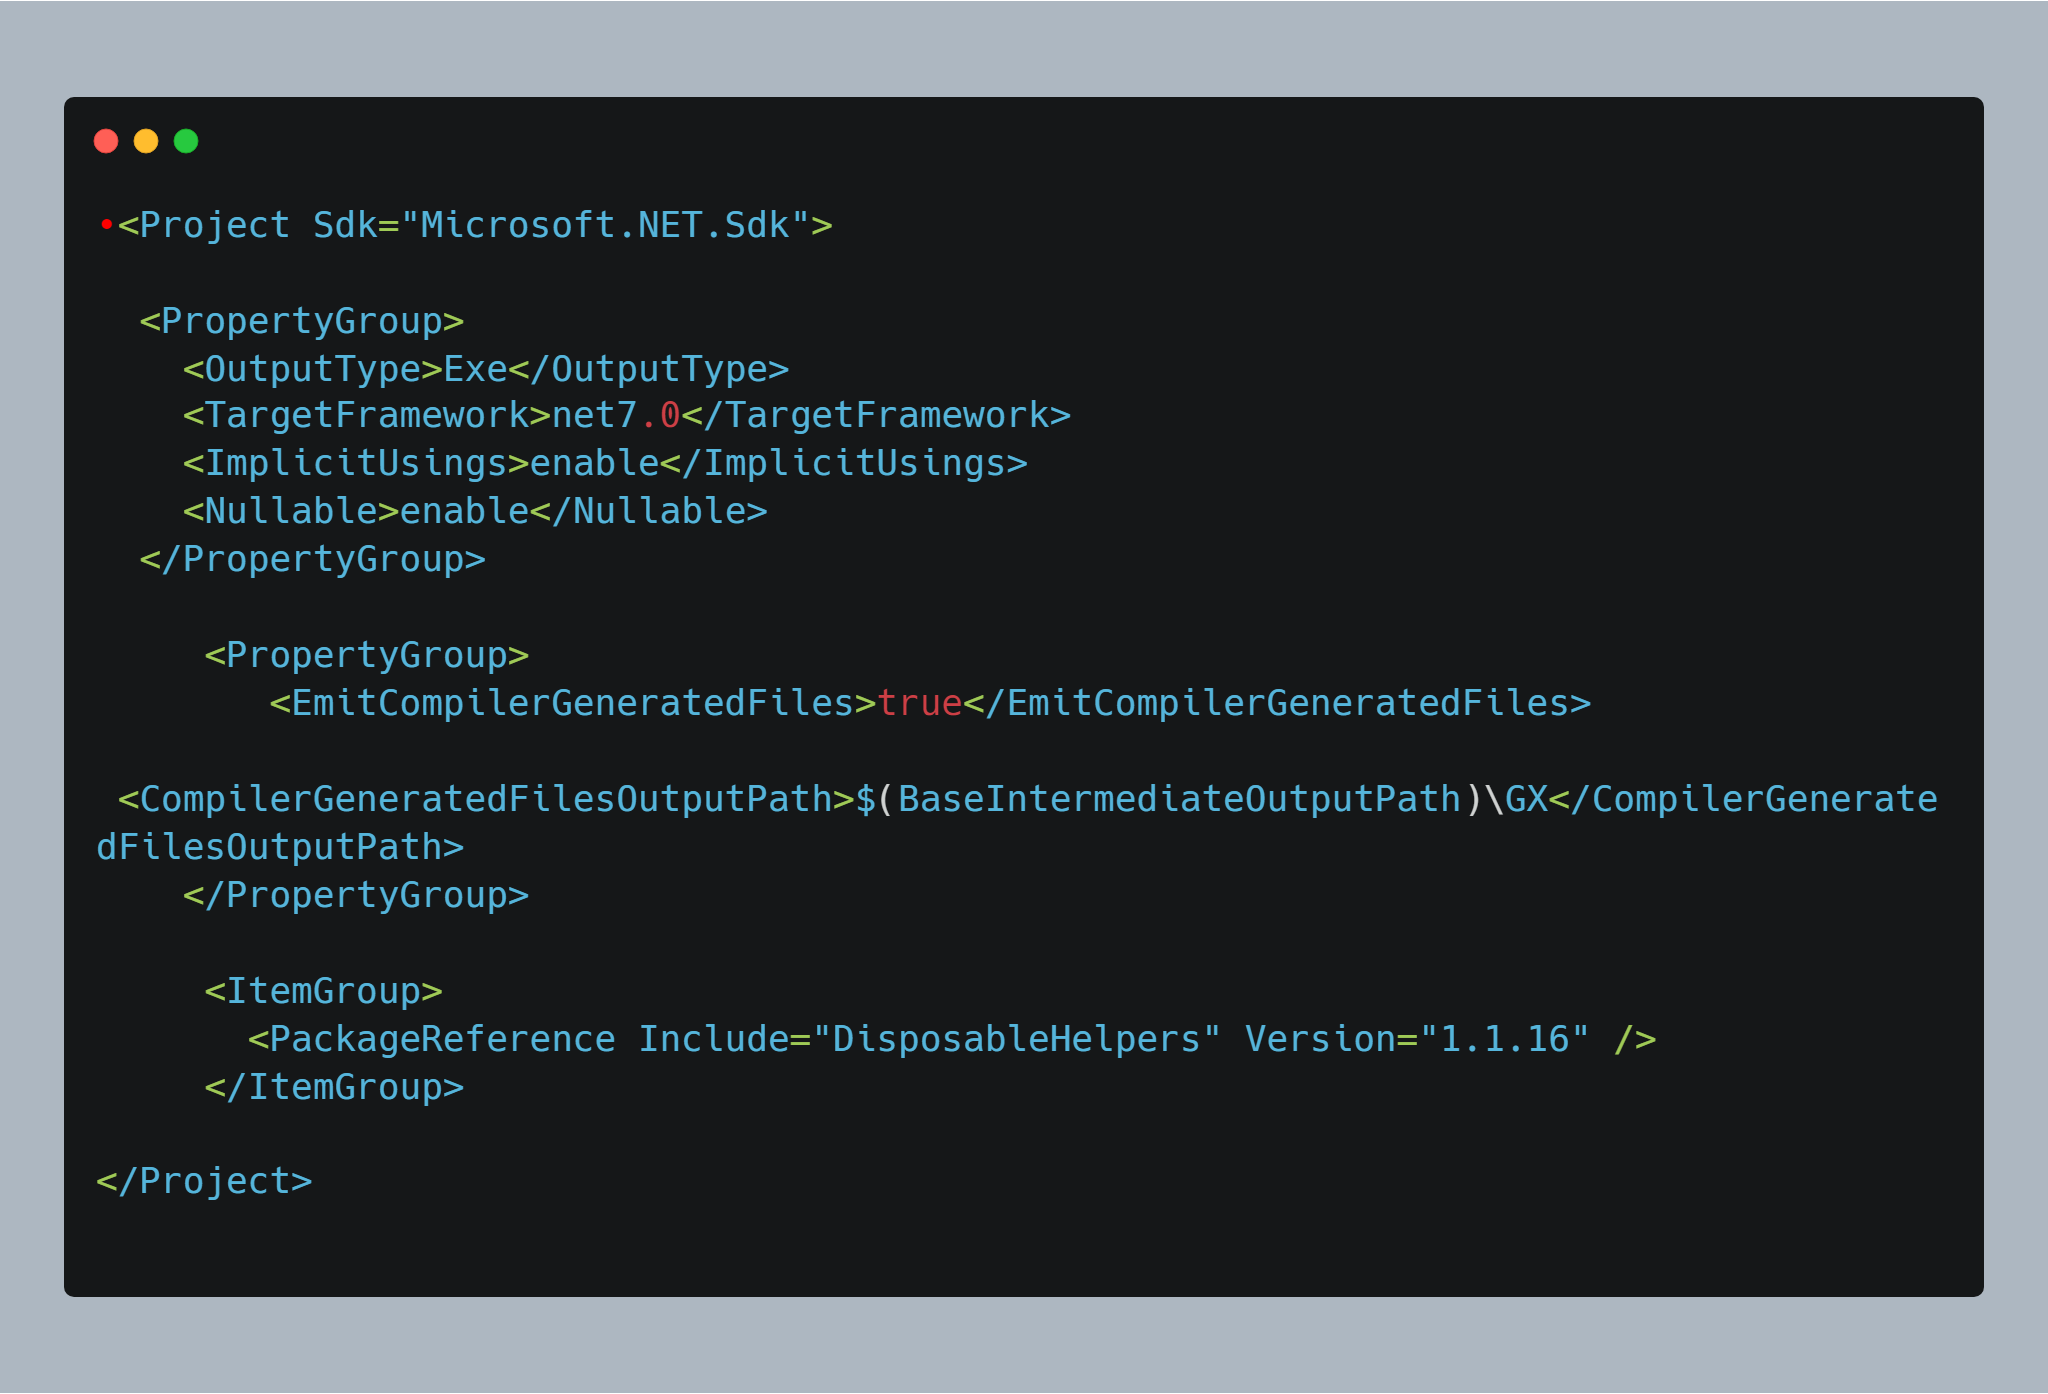 •<Project Sdk="Microsoft.NET.Sdk">
<PropertyGroup>
<OutputType>Exe</OutputType>
<TargetFramework>net7.0</TargetFramework>
<ImplicitUsings>enable</ImplicitUsings>
<Nullable>enable</Nullable>
</PropertyGroup>
<PropertyGroup>
<EmitCompilerGeneratedFiles>true</EmitCompilerGeneratedFiles>
<CompilerGeneratedFilesOutputPath>$(BaseIntermediateOutputPath)\GX</CompilerGenerate
dFilesOutputPath>
</PropertyGroup>
<ItemGroup>
<PackageReference Include="DisposableHelpers" Version="1.1.16" />
</ItemGroup>
</Project>